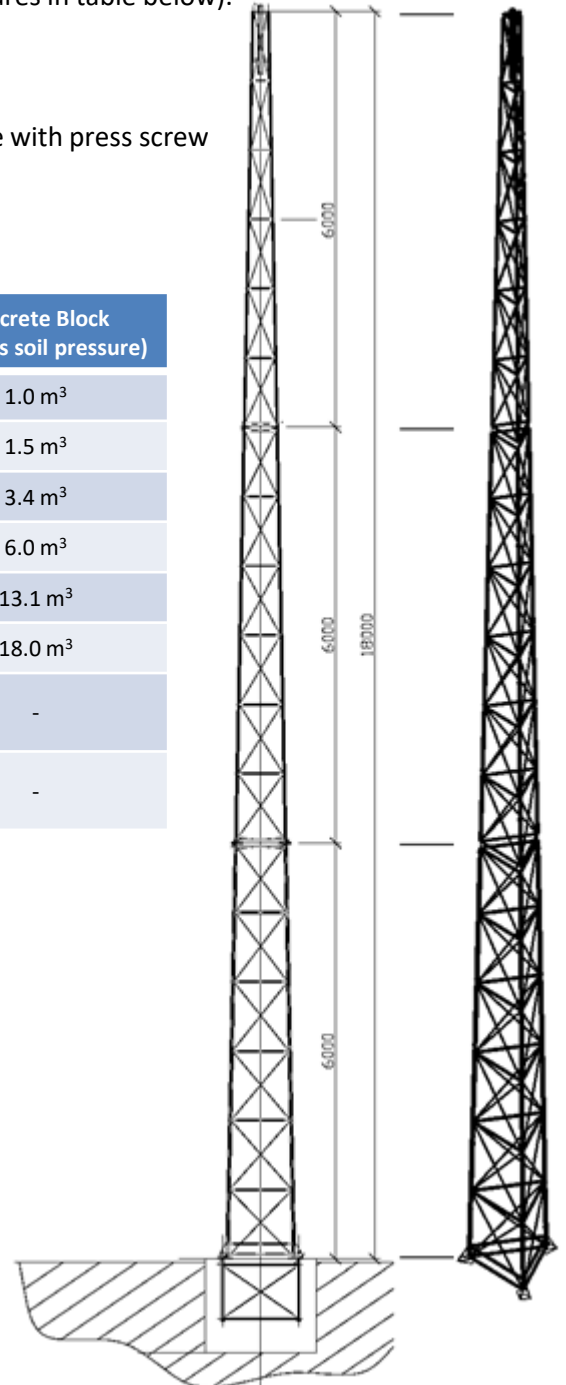 ures in table below).
e with press screw
crete Block
s soil pressure)
1.0 m³
1.5 m³
3.4 m³
6.0 m³
13.1 m³
18.0 m³
-
-
6000
6000
18000
6000